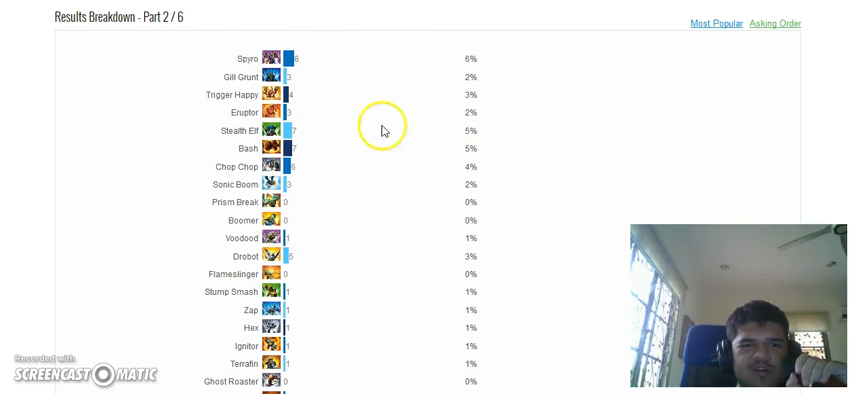 Results Breakdown - Part 2 / 6
Most Popular Asking Order
Spyro 8 6%
Gill Grunt 3 2%
Trigger Happy 4 3%
Eruptor 3 2%
Stealth Elf 7 5%
Bash 7 5%
Chop Chop 6 4%
Sonic Boom 3 2%
Prism Break 0 0%
Boomer 0 0%
Voodood 1 1%
Drobot 5 3%
Flameslinger 0 0%
Stump Smash 1 1%
Zap 1 1%
Hex 1 1%
Ignitor 1 1%
Terrafin 1 1%
Ghost Roaster 0 0%
Recorded with
SCREENCAST-O-MATIC